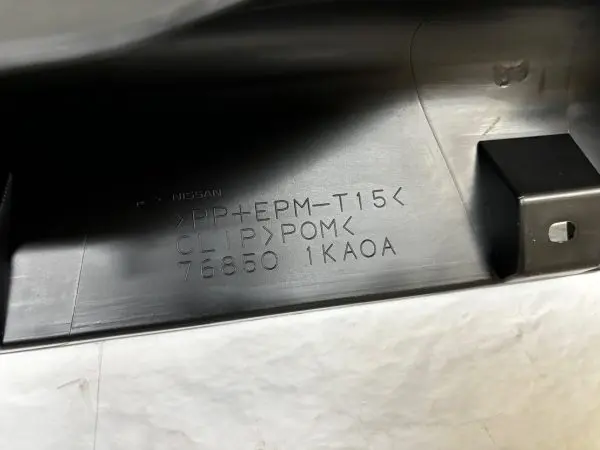 NISSAN
>PP+EPM-T15<
CLIP>POM<
76850 1KA0A